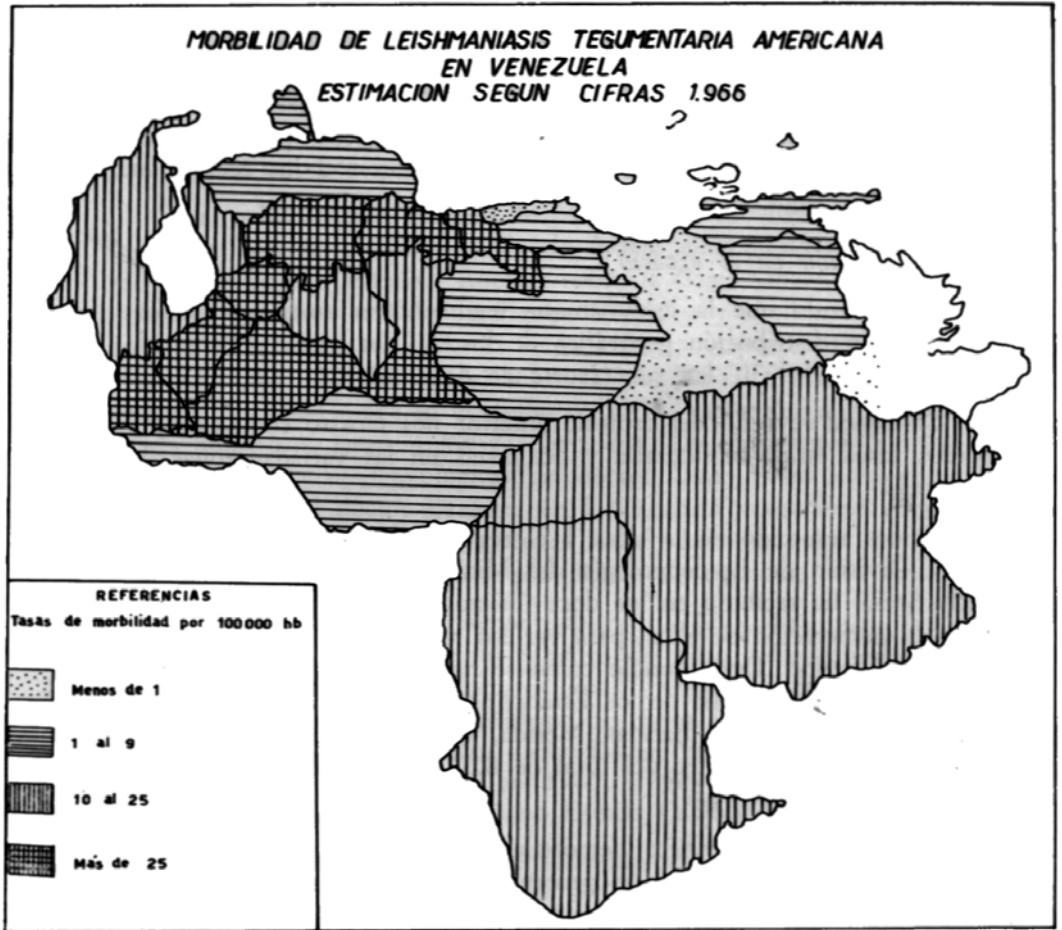 MORBILIDAD DE LEISHMANIASIS TEGUMENTARIA AMERICANA
EN VENEZUELA
ESTIMACION SEGUN CIFRAS 1.966
REFERENCIAS
Tasas de morbilidad por 100000 hb
Menos de 1
1 al 9
10 al 25
Más de 25